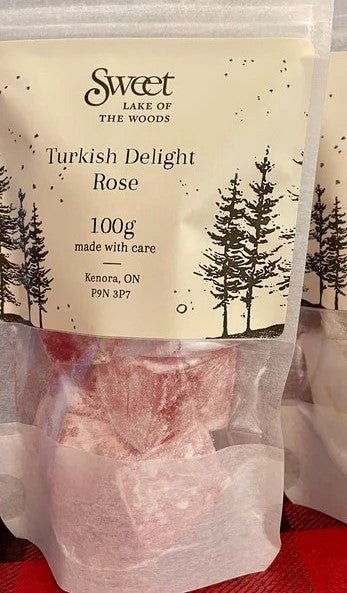 Sweet
LAKE OF
THE WOODS
Turkish Delight
Rose
100g
made with care
Kenora, ON
P9N 3P7